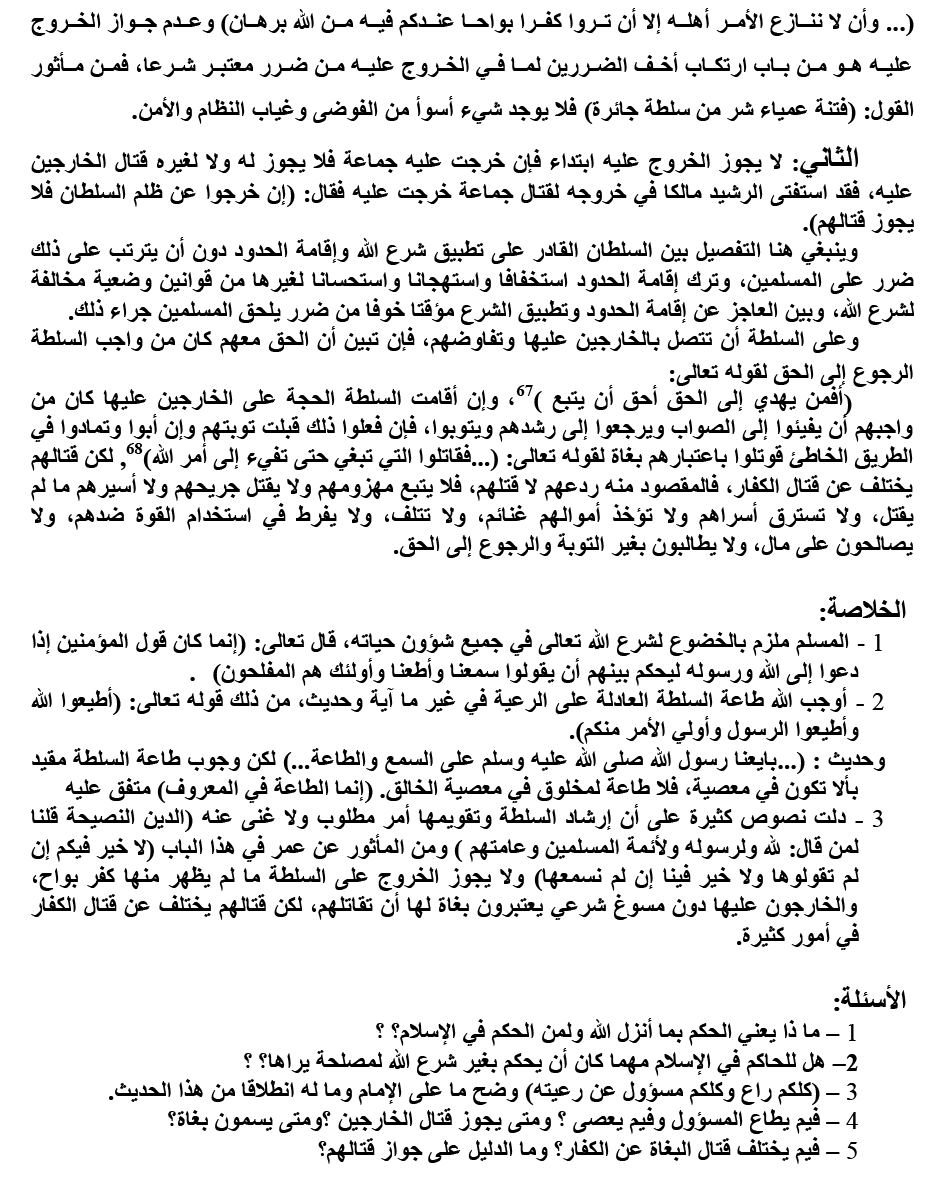 (... وأن لا ننازع الأمر أهله إلا أن تروا كفرا بواحا عندكم فيه من الله برهان) وعدم جواز الخروج
عليه هو من باب ارتكاب أخف الضررين لما في الخروج عليه من ضرر معتبر شرعا، فمن مأثور
القول: (فتنة عمياء شر من سلطة جائرة) فلا يوجد شيء أسوأ من الفوضى وغياب النظام والأمن.
الثاني: لا يجوز الخروج عليه ابتداء فإن خرجت عليه جماعة فلا يجوز له ولا لغيره قتال الخارجين
عليه، فقد استفتى الرشيد مالكا في خروجه لقتال جماعة خرجت عليه فقال: (إن خرجوا عن ظلم السلطان فلا
يجوز قتالهم).
وينبغي هنا التفصيل بين السلطان القادر على تطبيق شرع الله وإقامة الحدود دون أن يترتب على ذلك
ضرر على المسلمين، وترك إقامة الحدود استخفافا واستهجانا واستحسانا لغيرها من قوانين وضعية مخالفة
لشرع الله، وبين العاجز عن إقامة الحدود وتطبيق الشرع مؤقتا خوفا من ضرر يلحق المسلمين جراء ذلك.
وعلى السلطة أن تتصل بالخارجين عليها وتفاوضهم، فإن تبين أن الحق معهم كان من واجب السلطة
الرجوع إلى الحق لقوله تعالى:
(أفمن يهدي إلى الحق أحق أن يتبع )67، وإن أقامت السلطة الحجة على الخارجين عليها كان من
واجبهم أن يفيئوا إلى الصواب ويرجعوا إلى رشدهم ويتوبوا، فإن فعلوا ذلك قبلت توبتهم وإن أبوا وتمادوا في
الطريق الخاطئ قوتلوا باعتبارهم بغاة لقوله تعالى: (...فقاتلوا التي تبغي حتى تفيء إلى أمر الله)68, لكن قتالهم
يختلف عن قتال الكفار، فالمقصود منه ردعهم لا قتلهم، فلا يتبع مهزومهم ولا يقتل جريحهم ولا أسيرهم ما لم
يقتل، ولا تسترق أسراهم ولا تؤخذ أموالهم غنائم، ولا تتلف، ولا يفرط في استخدام القوة ضدهم، ولا
يصالحون على مال، ولا يطالبون بغير التوبة والرجوع إلى الحق.
الخلاصة:
1 - المسلم ملزم بالخضوع لشرع الله تعالى في جميع شؤون حياته، قال تعالى: (إنما كان قول المؤمنين إذا
دعوا إلى الله ورسوله ليحكم بينهم أن يقولوا سمعنا وأطعنا وأولئك هم المفلحون) .
2 - أوجب الله طاعة السلطة العادلة على الرعية في غير ما آية وحديث، من ذلك قوله تعالى: (أطيعوا الله
وأطيعوا الرسول وأولي الأمر منكم).
وحديث : (...بايعنا رسول الله صلى الله عليه وسلم على السمع والطاعة...) لكن وجوب طاعة السلطة مقيد
بألا تكون في معصية، فلا طاعة لمخلوق في معصية الخالق. (إنما الطاعة في المعروف) متفق عليه
3 - دلت نصوص كثيرة على أن إرشاد السلطة وتقويمها أمر مطلوب ولا غنى عنه (الدين النصيحة قلنا
لمن قال: لله ولرسوله ولأئمة المسلمين وعامتهم ) ومن المأثور عن عمر في هذا الباب (لا خير فيكم إن
لم تقولوها ولا خير فينا إن لم نسمعها) ولا يجوز الخروج على السلطة ما لم يظهر منها كفر بواح،
والخارجون عليها دون مسوغ شرعي يعتبرون بغاة لها أن تقاتلهم، لكن قتالهم يختلف عن قتال الكفار
في أمور كثيرة.
الأسئلة:
1 – ما ذا يعني الحكم بما أنزل الله ولمن الحكم في الإسلام؟ ؟
2– هل للحاكم في الإسلام مهما كان أن يحكم بغير شرع الله لمصلحة يراها؟ ؟
3 – (كلكم راع وكلكم مسؤول عن رعيته) وضح ما على الإمام وما له انطلاقا من هذا الحديث.
4 – فيم يطاع المسؤول وفيم يعصى ؟ ومتى يجوز قتال الخارجين ؟ومتى يسمون بغاة؟
5 – فيم يختلف قتال البغاة عن الكفار؟ وما الدليل على جواز قتالهم؟